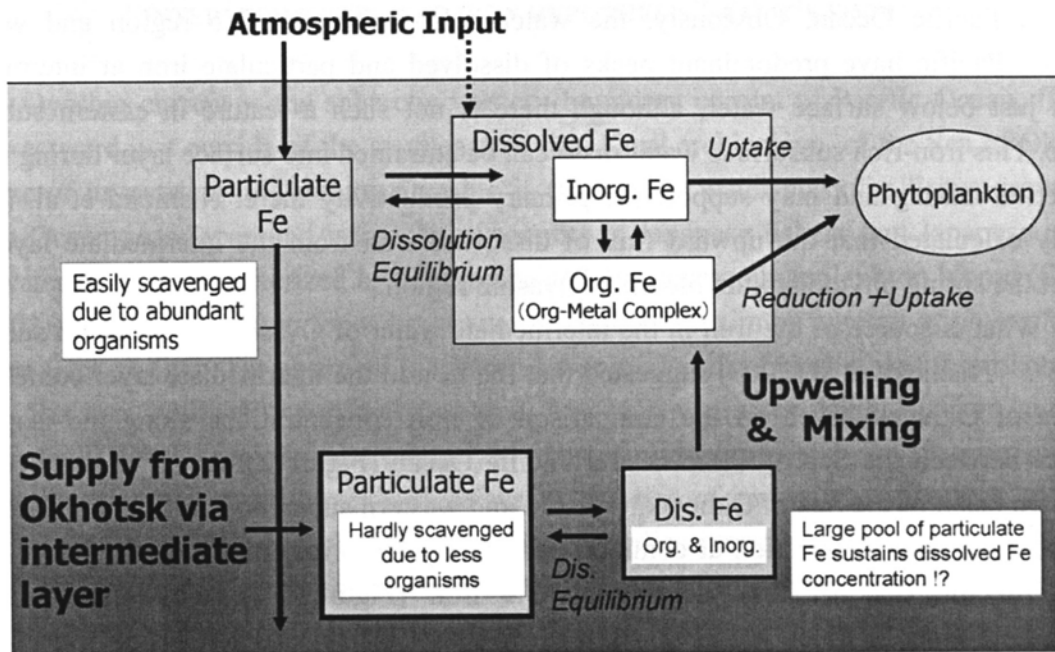 Atmospheric Input
Dissolved Fe
Uptake
Particulate
Fe
Inorg. Fe
Phytoplankton
Dissolution
Equilibrium
Easily scavenged
due to abundant
organisms
Org. Fe
(Org-Metal Complex)
Reduction +Uptake
Upwelling
& Mixing
Supply from
Okhotsk via
intermediate
layer
Particulate Fe
Hardly scavenged
due to less
organisms
Dis. Fe
Org. & Inorg.
Dis.
Equilibrium
Large pool of particulate
Fe sustains dissolved Fe
concentration !?